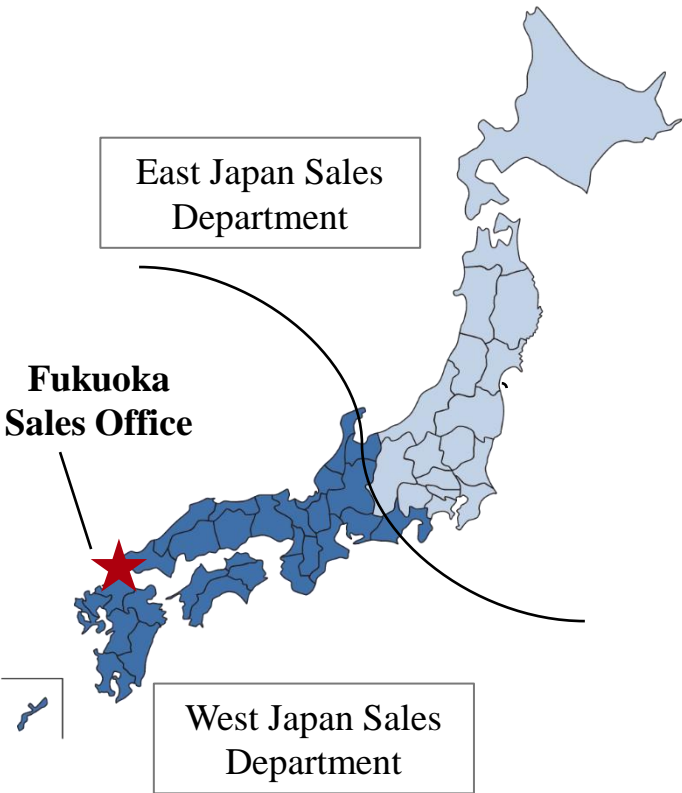 East Japan Sales
Department
Fukuoka
Sales Office
West Japan Sales
Department